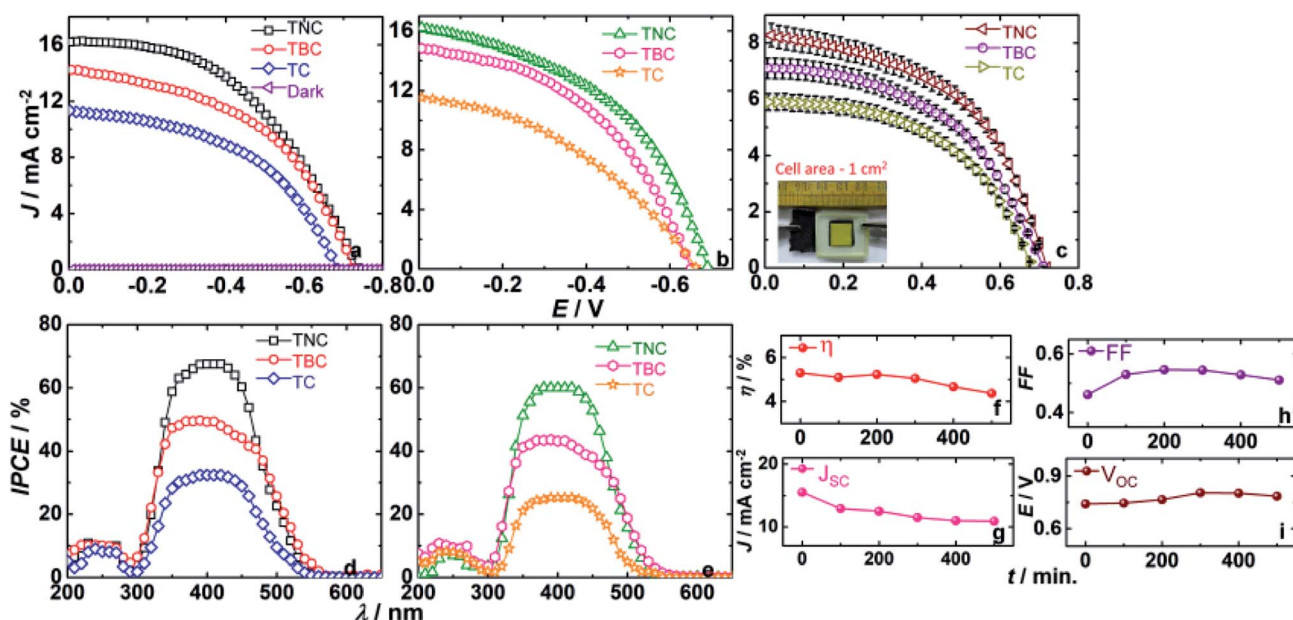 16
12
8
4
0
J / mA cm⁻²
TNC
TBC
TC
Dark
a
0.0 -0.2 -0.4 -0.6 -0.8
16
12
8
4
0
TNC
TBC
TC
b
0.0 -0.2 -0.4 -0.6
E / V
8
6
4
2
0
TNC
TBC
TC
Cell area - 1 cm²
c
0.0 0.2 0.4 0.6 0.8
80
60
40
20
0
IPCE / %
TNC
TBC
TC
d
200 300 400 500 600
80
60
40
20
0
TNC
TBC
TC
e
200 300 400 500 600
λ / nm
6
4
η / %
η
f
0 200 400
20
10
J / mA cm⁻²
J_SC
g
0 200 400
0.6
0.4
FF
FF
h
0 200 400
0.9
0.6
E / V
V_OC
i
0 200 400
t / min.